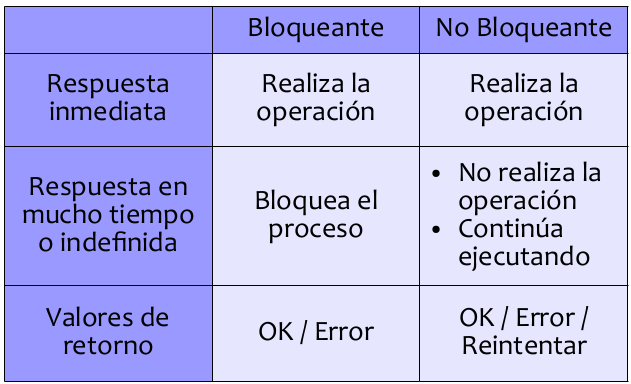 Bloqueante No Bloqueante
Respuesta
inmediata
Realiza la
operación
Realiza la
operación
Respuesta en
mucho tiempo
o indefinida
Bloquea el
proceso
• No realiza la
operación
• Continúa
ejecutando
Valores de
retorno
OK / Error
OK / Error /
Reintentar